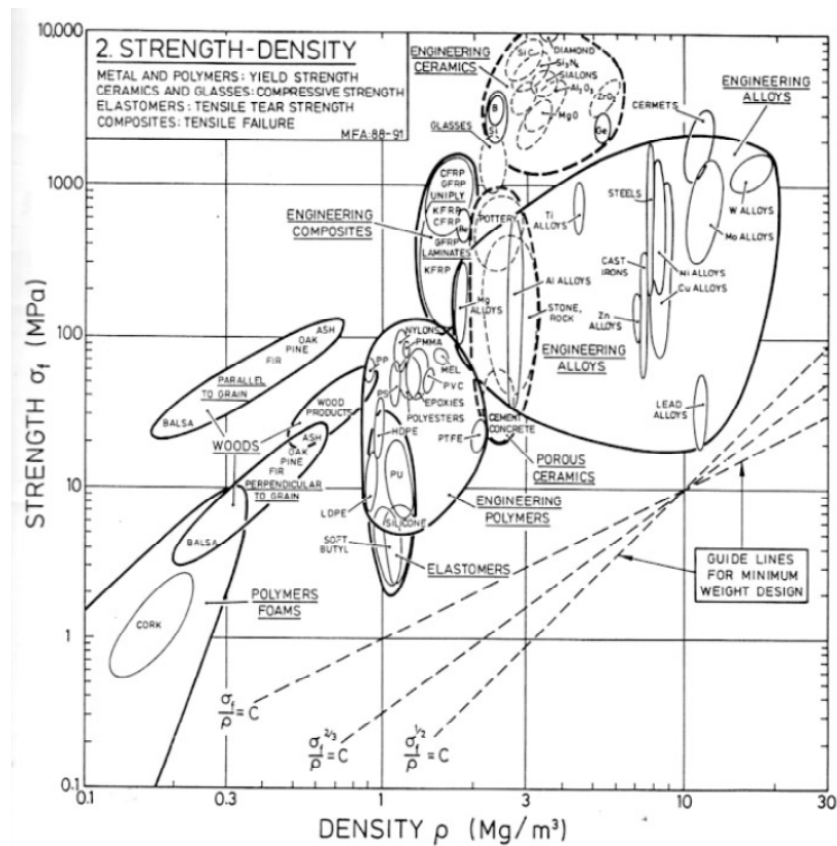 10,000
2. STRENGTH-DENSITY
METAL AND POLYMERS: YIELD STRENGTH
CERAMICS AND GLASSES: COMPRESSIVE STRENGTH
ELASTOMERS: TENSILE TEAR STRENGTH
COMPOSITES: TENSILE FAILURE
MFA:88-91
ENGINEERING
CERAMICS
SiC
DIAMOND
Si3N4
SIALONS
Al2O3
ZrO2
MgO
B
Si
Ge
GLASSES
CERMETS
ENGINEERING
ALLOYS
1000
CFRP
GFRP
UNIPLY
KFRP
CFRP
Be
GFRP
LAMINATES
KFRP
ENGINEERING
COMPOSITES
POTTERY
Ti
ALLOYS
STEELS
W ALLOYS
Mo ALLOYS
CAST
IRONS
Ni ALLOYS
Cu ALLOYS
Al ALLOYS
Mg
ALLOYS
STONE,
ROCK
Zn
ALLOYS
ENGINEERING
ALLOYS
LEAD
ALLOYS
100
ASH
OAK
PINE
FIR
PARALLEL
TO GRAIN
BALSA
WOODS
WOOD
PRODUCTS
ASH
OAK
PINE
FIR
PERPENDICULAR
TO GRAIN
BALSA
NYLONS
PMMA
PP
MEL
PS
PVC
EPOXIES
POLYESTERS
HDPE
PTFE
PU
LDPE
CEMENT
CONCRETE
POROUS
CERAMICS
10
ENGINEERING
POLYMERS
SILICONE
SOFT
BUTYL
ELASTOMERS
POLYMERS
FOAMS
CORK
GUIDE LINES
FOR MINIMUM
WEIGHT DESIGN
1
σf/ρ = C
σf^2/3/ρ = C
σf^1/2/ρ = C
0.1
STRENGTH σf (MPa)
0.1
0.3
1
3
10
30
DENSITY ρ (Mg/m³)